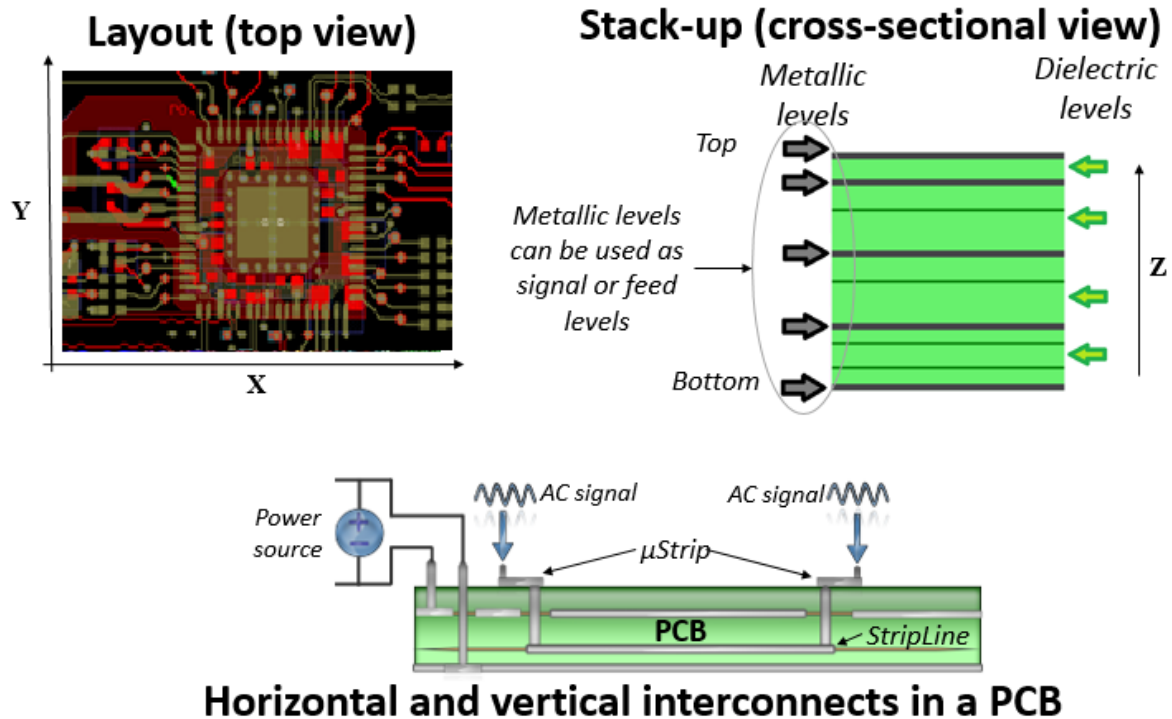 Layout (top view)
Stack-up (cross-sectional view)
Metallic
levels
Dielectric
levels
Top
Y
Metallic levels
can be used as
signal or feed
levels
Z
Bottom
X
AC signal
AC signal
Power
source
μStrip
PCB
StripLine
Horizontal and vertical interconnects in a PCB